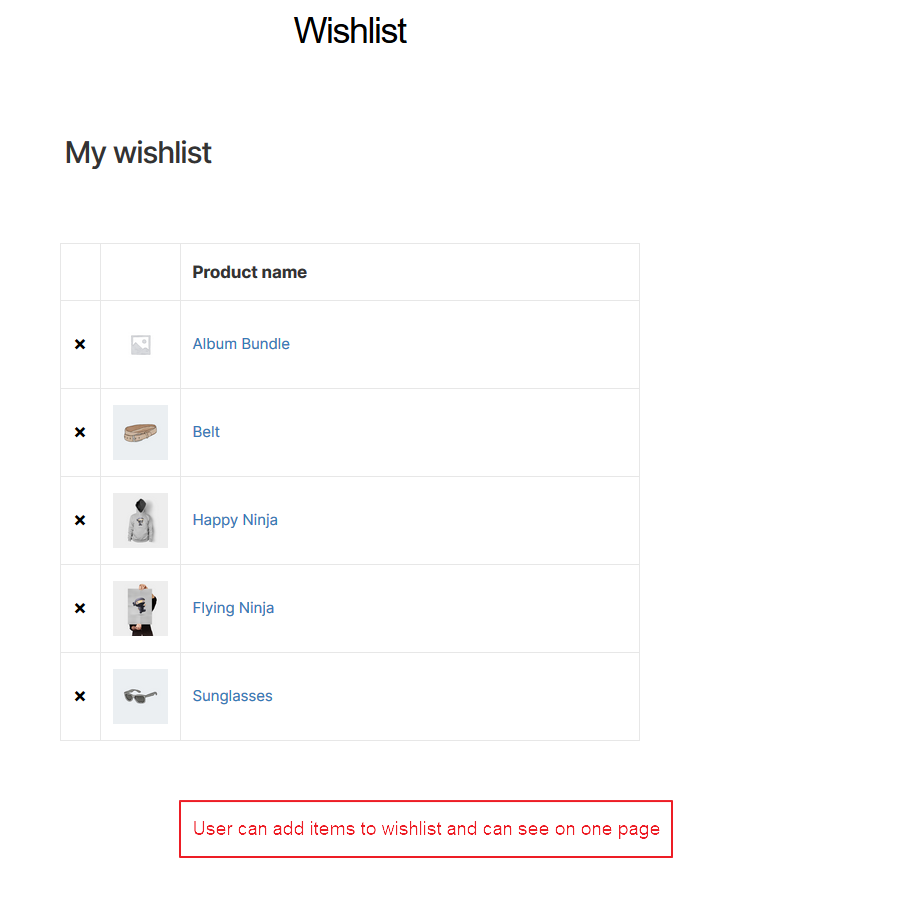 Wishlist
My wishlist
Product name
Album Bundle
Belt
Happy Ninja
Flying Ninja
Sunglasses
User can add items to wishlist and can see on one page